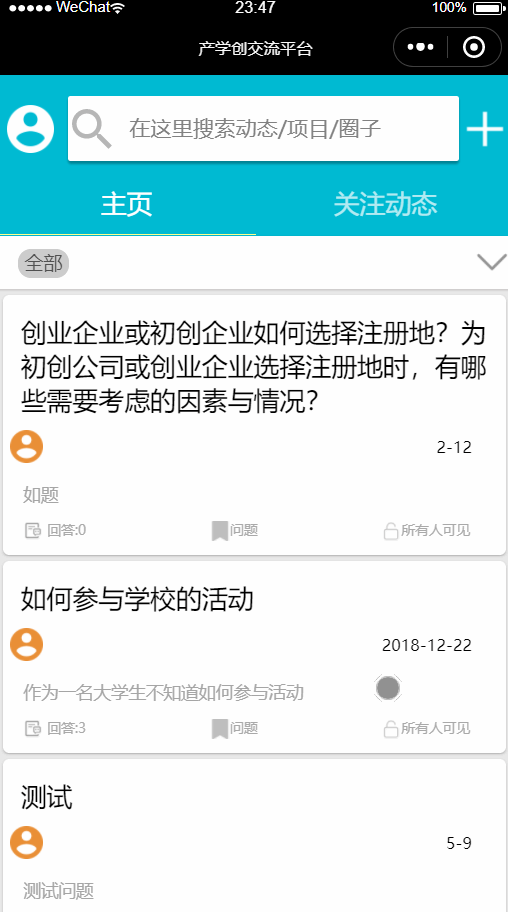 WeChat 23:47 100%
产学创交流平台
在这里搜索动态/项目/圈子
主页 关注动态
全部
创业企业或初创企业如何选择注册地？为
初创公司或创业企业选择注册地时，有哪
些需要考虑的因素与情况？
2-12
如题
回答:0 问题 所有人可见
如何参与学校的活动
2018-12-22
作为一名大学生不知道如何参与活动
回答:3 问题 所有人可见
测试
5-9
测试问题